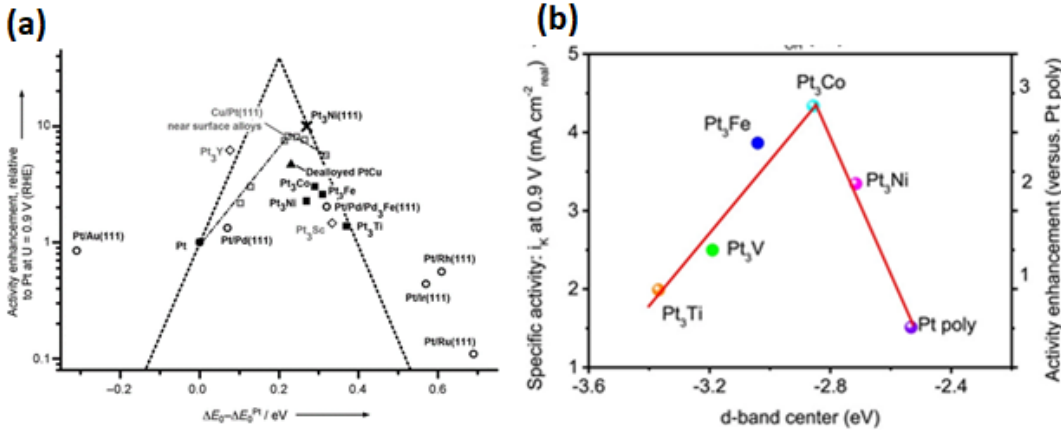 (a)
Activity enhancement, relative
to Pt at U = 0.9 V (RHE)
10
1
0.1
Cu/Pt(111)
near surface alloys
Pt3Ni(111)
Pt3Y
Dealloyed PtCu
Pt3Co
Pt3Fe
Pt3Ni
Pt/Pd/Pd3Fe(111)
Pt3Sc
Pt3Ti
Pt/Au(111)
Pt
Pt/Pd(111)
Pt/Rh(111)
Pt/Ir(111)
Pt/Ru(111)
−0.2 0.0 0.2 0.4 0.6
ΔE0−ΔE0Pt / eV
(b)
Specific activity: iK at 0.9 V (mA cm−2real)
5
4
3
2
1
Pt3Co
Pt3Fe
Pt3Ni
Pt3V
Pt3Ti
Pt poly
3
2
1
Activity enhancement (versus. Pt poly)
-3.6 -3.2 -2.8 -2.4
d-band center (eV)